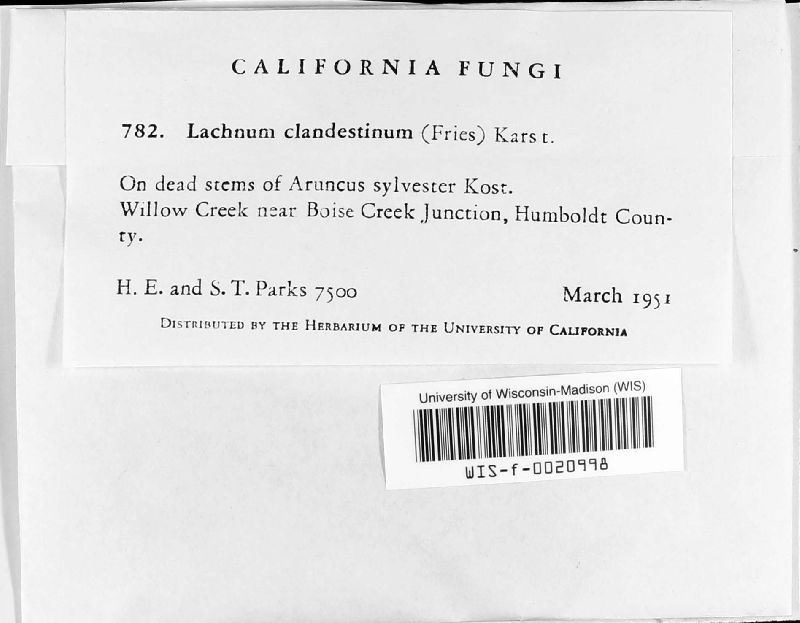 CALIFORNIA FUNGI
782. Lachnum clandestinum (Fries) Karst.
On dead stems of Aruncus sylvester Kost.
Willow Creek near Boise Creek Junction, Humboldt Coun-
ty.
H. E. and S. T. Parks 7500 March 1951
DISTRIBUTED BY THE HERBARIUM OF THE UNIVERSITY OF CALIFORNIA
University of Wisconsin-Madison (WIS)
WIS-f-0020998